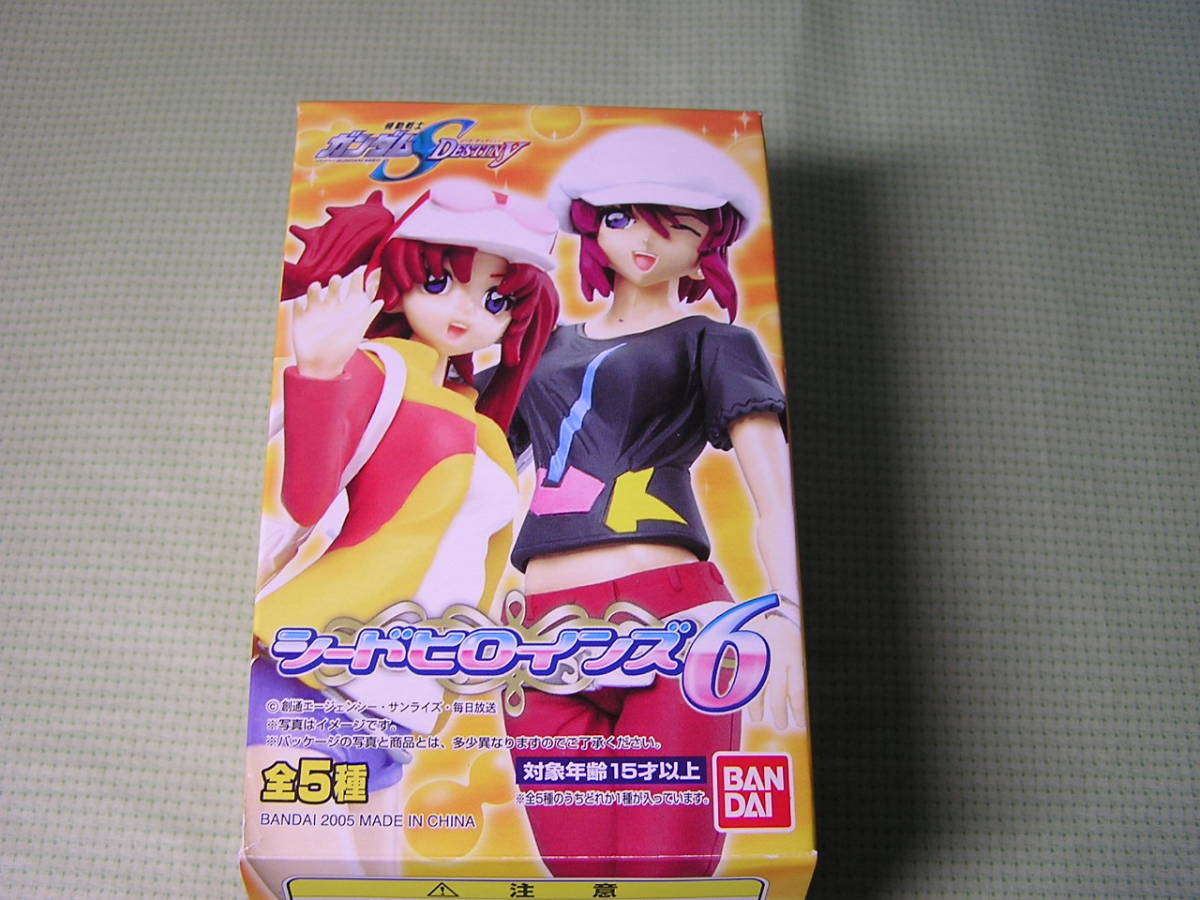 機動戦士
ガンダムSEED DESTINY
シードヒロインズ6
© 創通エージェンシー・サンライズ・毎日放送
※写真はイメージです。
※パッケージの写真と商品とは、多少異なりますのでご了承ください。
全5種
対象年齢15才以上
※全5種のうちどれか1種が入っています。
BANDAI 2005 MADE IN CHINA
BAN
DAI
注意